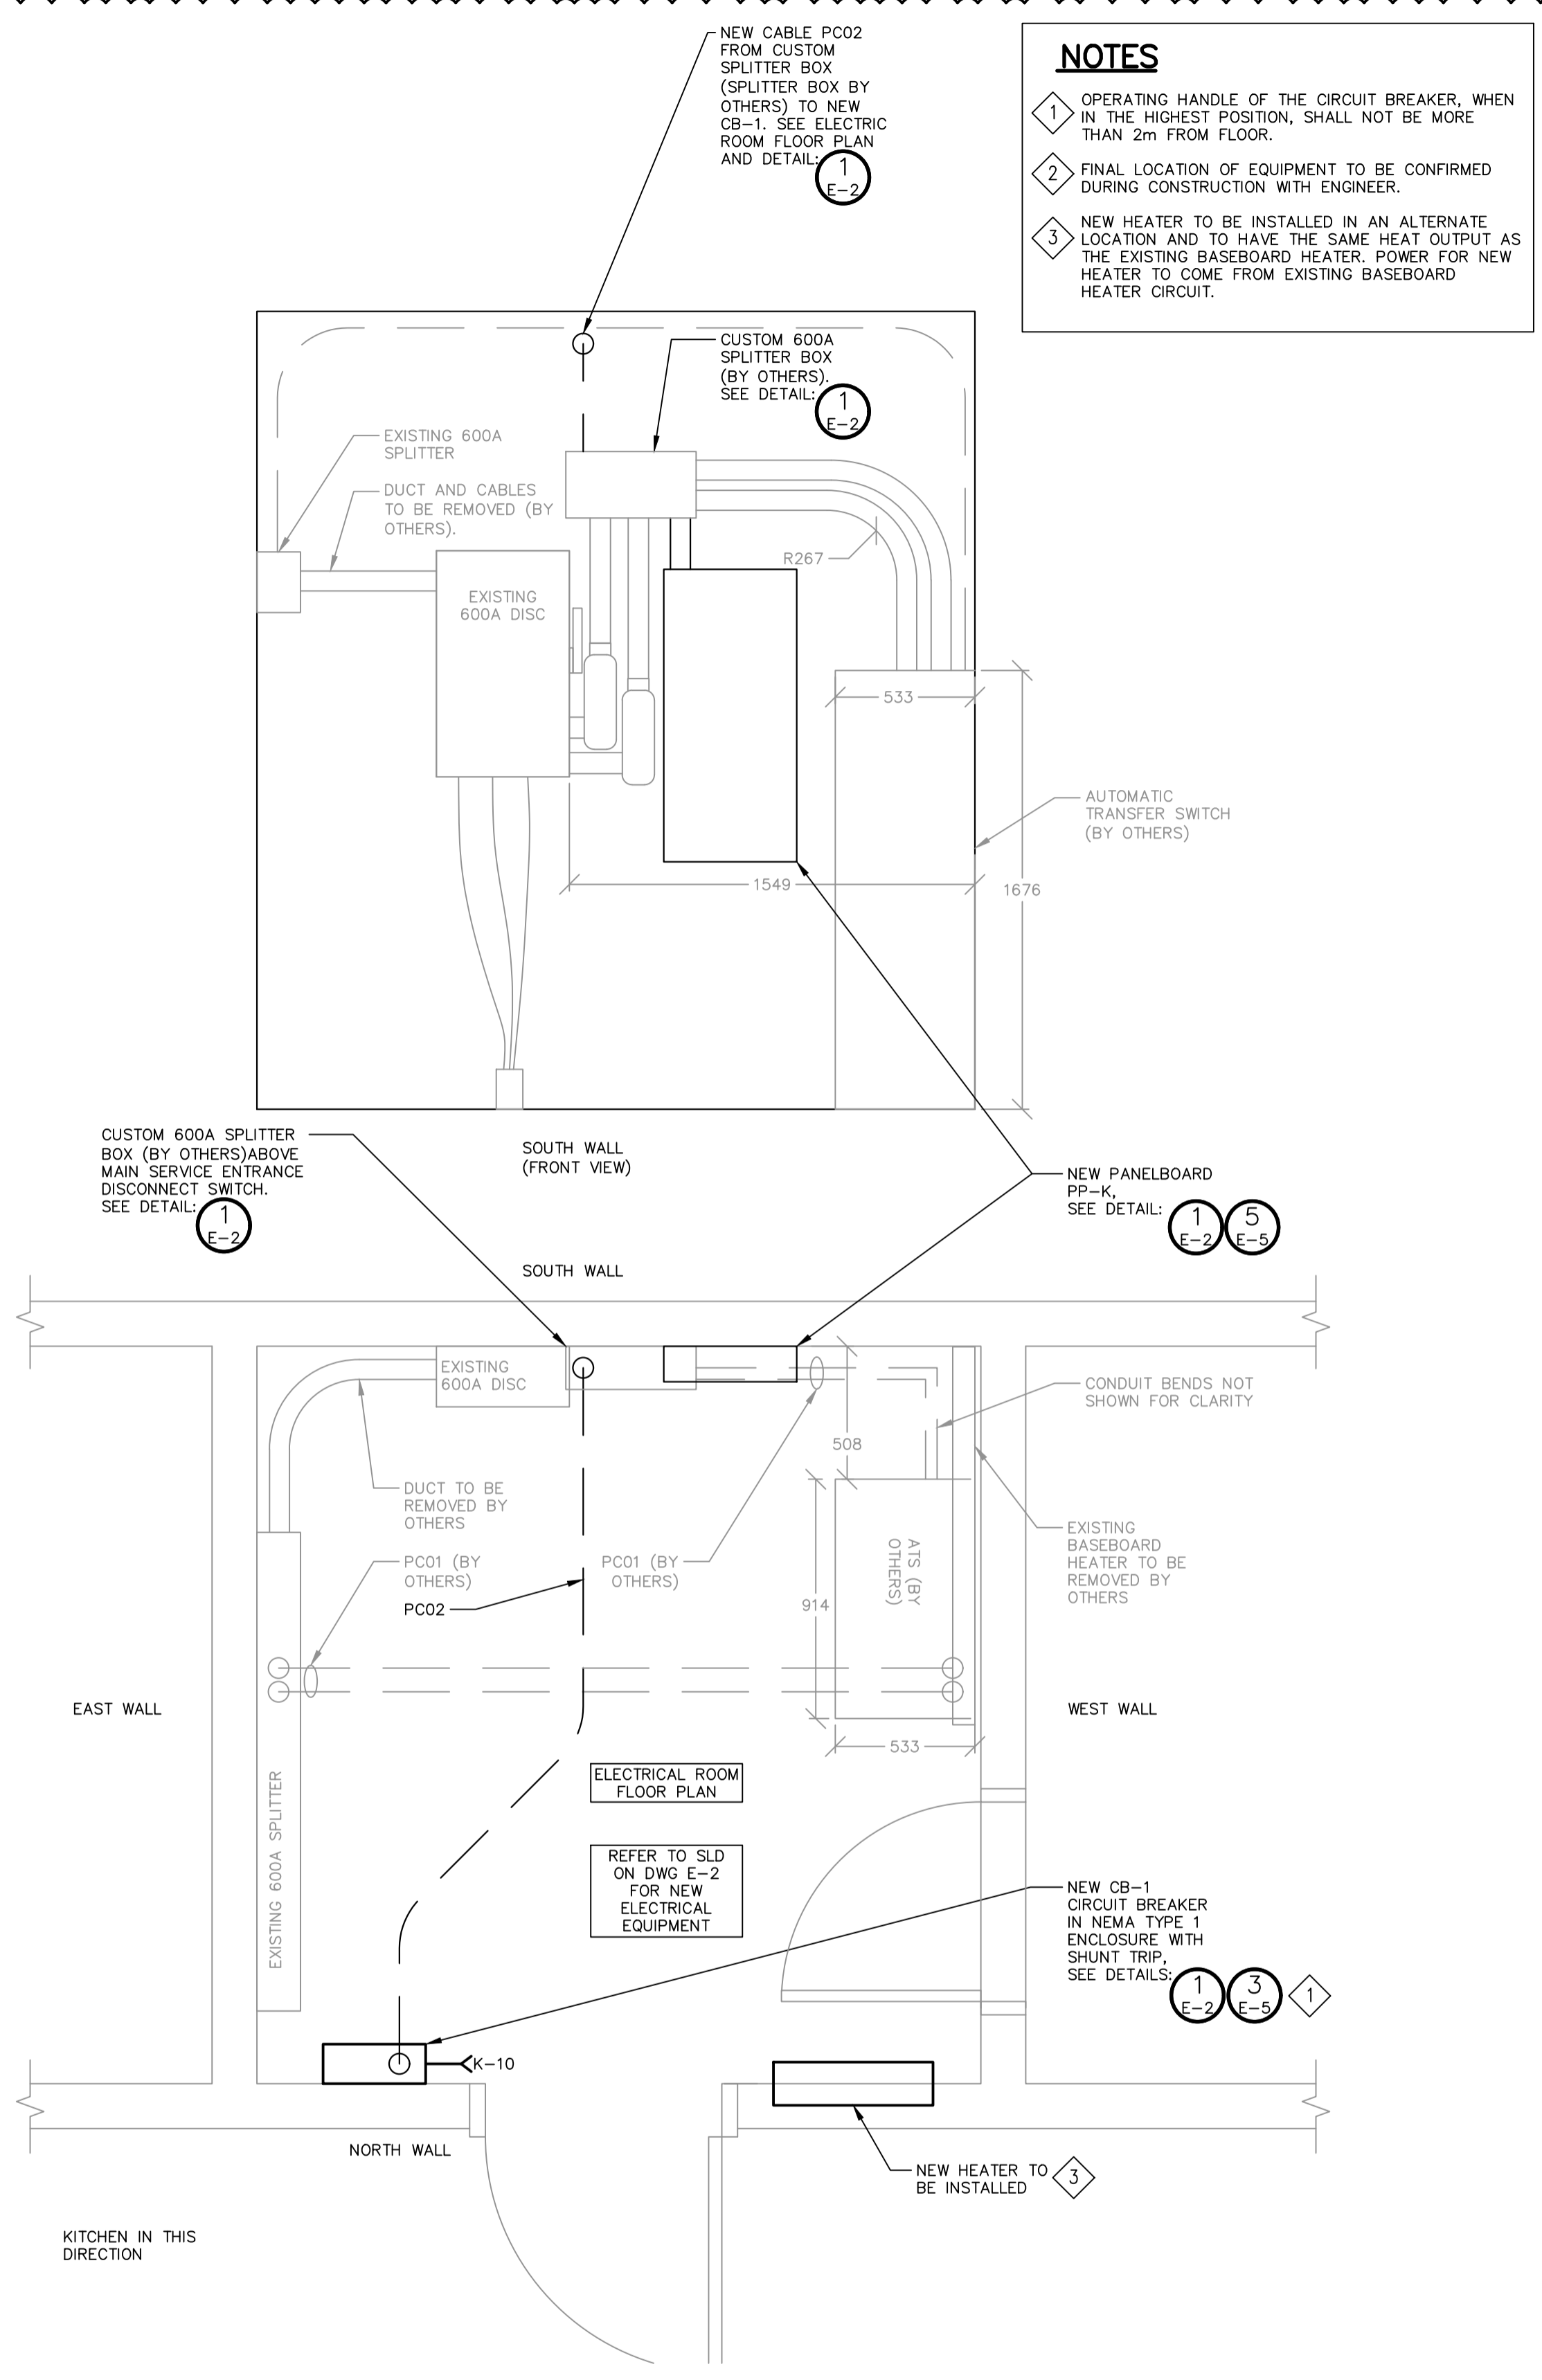 NEW CABLE PC02
FROM CUSTOM
SPLITTER BOX
(SPLITTER BOX BY
OTHERS) TO NEW
CB-1. SEE ELECTRIC
ROOM FLOOR PLAN
AND DETAIL:
1
E-2
NOTES
1
OPERATING HANDLE OF THE CIRCUIT BREAKER, WHEN
IN THE HIGHEST POSITION, SHALL NOT BE MORE
THAN 2m FROM FLOOR.
2
FINAL LOCATION OF EQUIPMENT TO BE CONFIRMED
DURING CONSTRUCTION WITH ENGINEER.
3
NEW HEATER TO BE INSTALLED IN AN ALTERNATE
LOCATION AND TO HAVE THE SAME HEAT OUTPUT AS
THE EXISTING BASEBOARD HEATER. POWER FOR NEW
HEATER TO COME FROM EXISTING BASEBOARD
HEATER CIRCUIT.
CUSTOM 600A
SPLITTER BOX
(BY OTHERS).
SEE DETAIL:
1
E-2
EXISTING 600A
SPLITTER
DUCT AND CABLES
TO BE REMOVED (BY
OTHERS).
R267
EXISTING
600A DISC
533
AUTOMATIC
TRANSFER SWITCH
(BY OTHERS)
1549
1676
CUSTOM 600A SPLITTER
BOX (BY OTHERS)ABOVE
MAIN SERVICE ENTRANCE
DISCONNECT SWITCH.
SEE DETAIL:
1
E-2
SOUTH WALL
(FRONT VIEW)
NEW PANELBOARD
PP-K,
SEE DETAIL:
1
E-2
5
E-5
SOUTH WALL
EXISTING
600A DISC
CONDUIT BENDS NOT
SHOWN FOR CLARITY
508
DUCT TO BE
REMOVED BY
OTHERS
EXISTING
BASEBOARD
HEATER TO BE
REMOVED BY
OTHERS
PC01 (BY
OTHERS)
PC01 (BY
OTHERS)
ATS (BY
OTHERS)
PC02
914
EAST WALL
WEST WALL
533
ELECTRICAL ROOM
FLOOR PLAN
EXISTING 600A SPLITTER
REFER TO SLD
ON DWG E-2
FOR NEW
ELECTRICAL
EQUIPMENT
NEW CB-1
CIRCUIT BREAKER
IN NEMA TYPE 1
ENCLOSURE WITH
SHUNT TRIP,
SEE DETAILS:
1
E-2
3
E-5
1
K-10
NORTH WALL
NEW HEATER TO
BE INSTALLED
3
KITCHEN IN THIS
DIRECTION